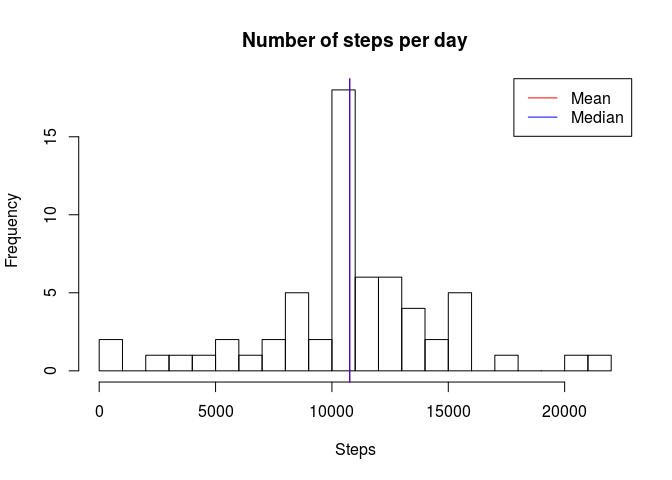 Number of steps per day
Mean
Median
Frequency
15
10
5
0
0 5000 10000 15000 20000
Steps